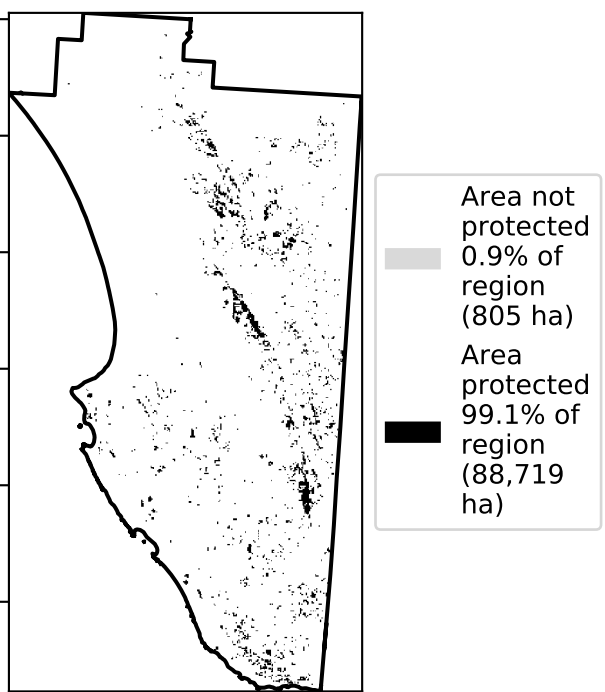 Area not
protected
0.9% of
region
(805 ha)
Area
protected
99.1% of
region
(88,719
ha)